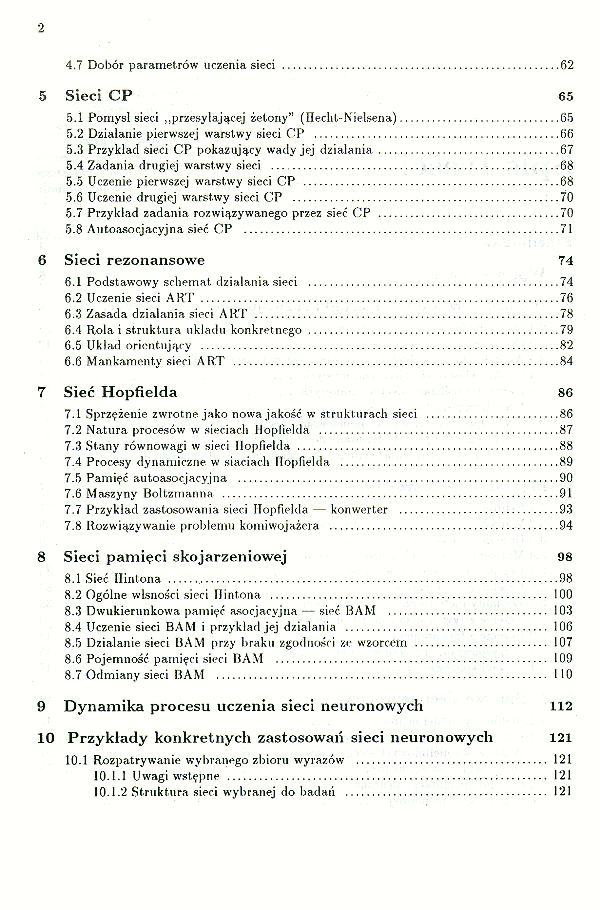 2
4.7 Dobór parametrów uczenia sieci ..... 62
5 Sieci CP 65
5.1 Pomysł sieci ,,przesyłającej żetony" (Hecht-Nielsena) ..... 65
5.2 Działanie pierwszej warstwy sieci CP ..... 66
5.3 Przykład sieci CP pokazujący wady jej działania ..... 67
5.4 Zadania drugiej warstwy sieci ..... 68
5.5 Uczenie pierwszej warstwy sieci CP ..... 68
5.6 Uczenie drugiej warstwy sieci CP ..... 70
5.7 Przykład zadania rozwiązywanego przez sieć CP ..... 70
5.8 Autoasocjacyjna sieć CP ..... 71
6 Sieci rezonansowe 74
6.1 Podstawowy schemat działania sieci ..... 74
6.2 Uczenie sieci ART ..... 76
6.3 Zasada działania sieci ART ..... 78
6.4 Rola i struktura układu konkretnego ..... 79
6.5 Układ orientujący ..... 82
6.6 Mankamenty sieci ART ..... 84
7 Sieć Hopfielda 86
7.1 Sprzężenie zwrotne jako nowa jakość w strukturach sieci ..... 86
7.2 Natura procesów w sieciach Hopfielda ..... 87
7.3 Stany równowagi w sieci Hopfielda ..... 88
7.4 Procesy dynamiczne w siaciach Hopfielda ..... 89
7.5 Pamięć autoasocjacyjna ..... 90
7.6 Maszyny Boltzmanna ..... 91
7.7 Przykład zastosowania sieci Hopfielda — konwerter ..... 93
7.8 Rozwiązywanie problemu komiwojażera ..... 94
8 Sieci pamięci skojarzeniowej 98
8.1 Sieć Hintona ..... 98
8.2 Ogólne włsności sieci Hintona ..... 100
8.3 Dwukierunkowa pamięć asocjacyjna — sieć BAM ..... 103
8.4 Uczenie sieci BAM i przykład jej działania ..... 106
8.5 Działanie sieci BAM przy braku zgodności ze wzorcem ..... 107
8.6 Pojemność pamięci sieci BAM ..... 109
8.7 Odmiany sieci BAM ..... 110
9 Dynamika procesu uczenia sieci neuronowych 112
10 Przykłady konkretnych zastosowań sieci neuronowych 121
10.1 Rozpatrywanie wybranego zbioru wyrazów ..... 121
10.1.1 Uwagi wstępne ..... 121
10.1.2 Struktura sieci wybranej do badań ..... 121